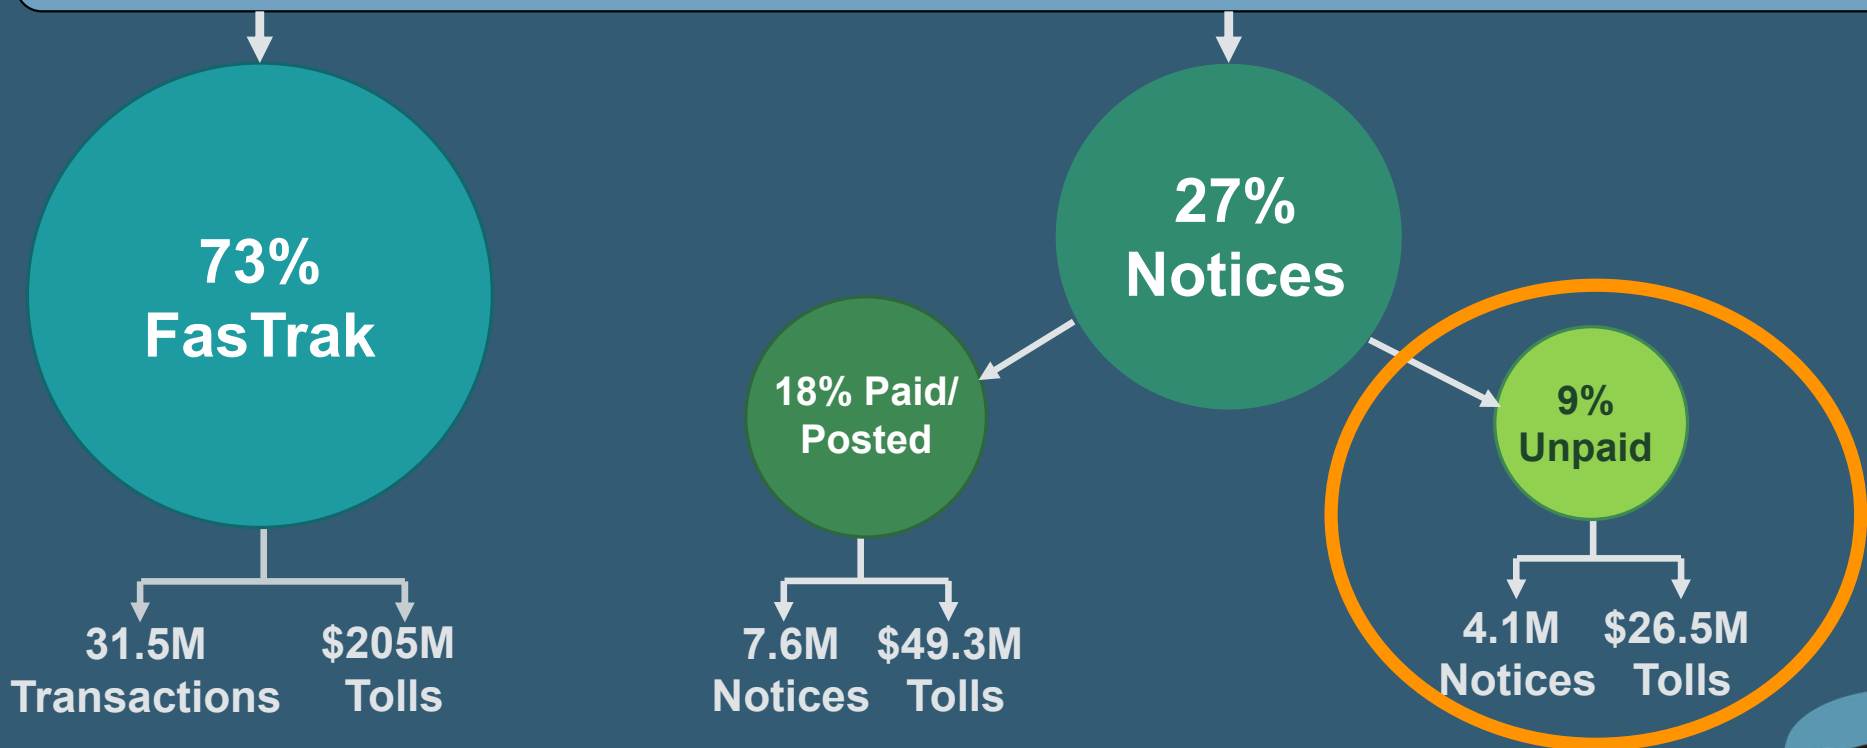 73%
FasTrak
27%
Notices
18% Paid/
Posted
9%
Unpaid
31.5M
Transactions
$205M
Tolls
7.6M
Notices
$49.3M
Tolls
4.1M
Notices
$26.5M
Tolls